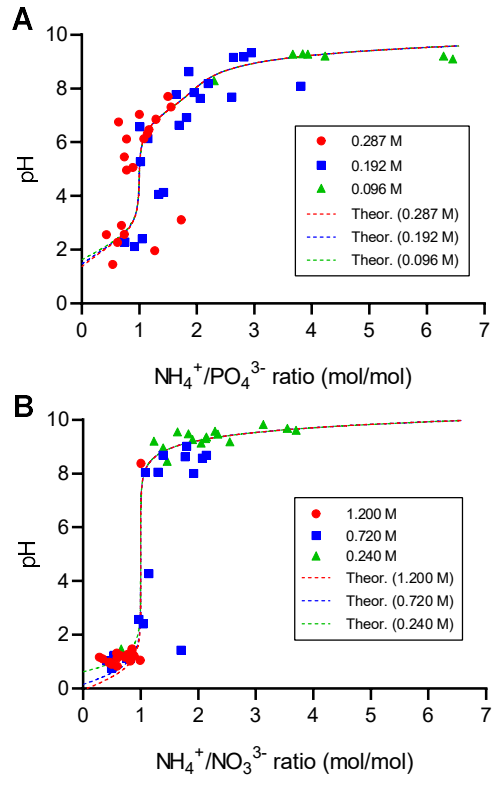 A
10
8
6
4
2
0
pH
0.287 M
0.192 M
0.096 M
Theor. (0.287 M)
Theor. (0.192 M)
Theor. (0.096 M)
0 1 2 3 4 5 6 7
NH₄⁺/PO₄³⁻ ratio (mol/mol)
B
10
8
6
4
2
0
pH
1.200 M
0.720 M
0.240 M
Theor. (1.200 M)
Theor. (0.720 M)
Theor. (0.240 M)
0 1 2 3 4 5 6 7
NH₄⁺/NO₃³⁻ ratio (mol/mol)